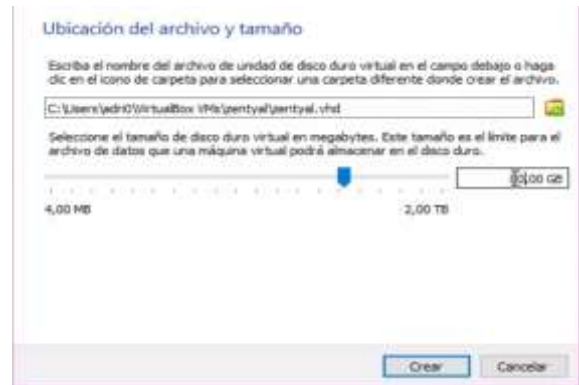 Ubicación del archivo y tamaño
Escriba el nombre del archivo de unidad de disco duro virtual en el campo debajo o haga
clic en el icono de carpeta para seleccionar una carpeta diferente donde crear el archivo.
C:\Users\adri0\VirtualBox VMs\zentyal\zentyal.vhd
Seleccione el tamaño de disco duro virtual en megabytes. Este tamaño es el límite para el
archivo de datos que una máquina virtual podrá almacenar en el disco duro.
GB
4,00 MB
2,00 TB
Crear
Cancelar